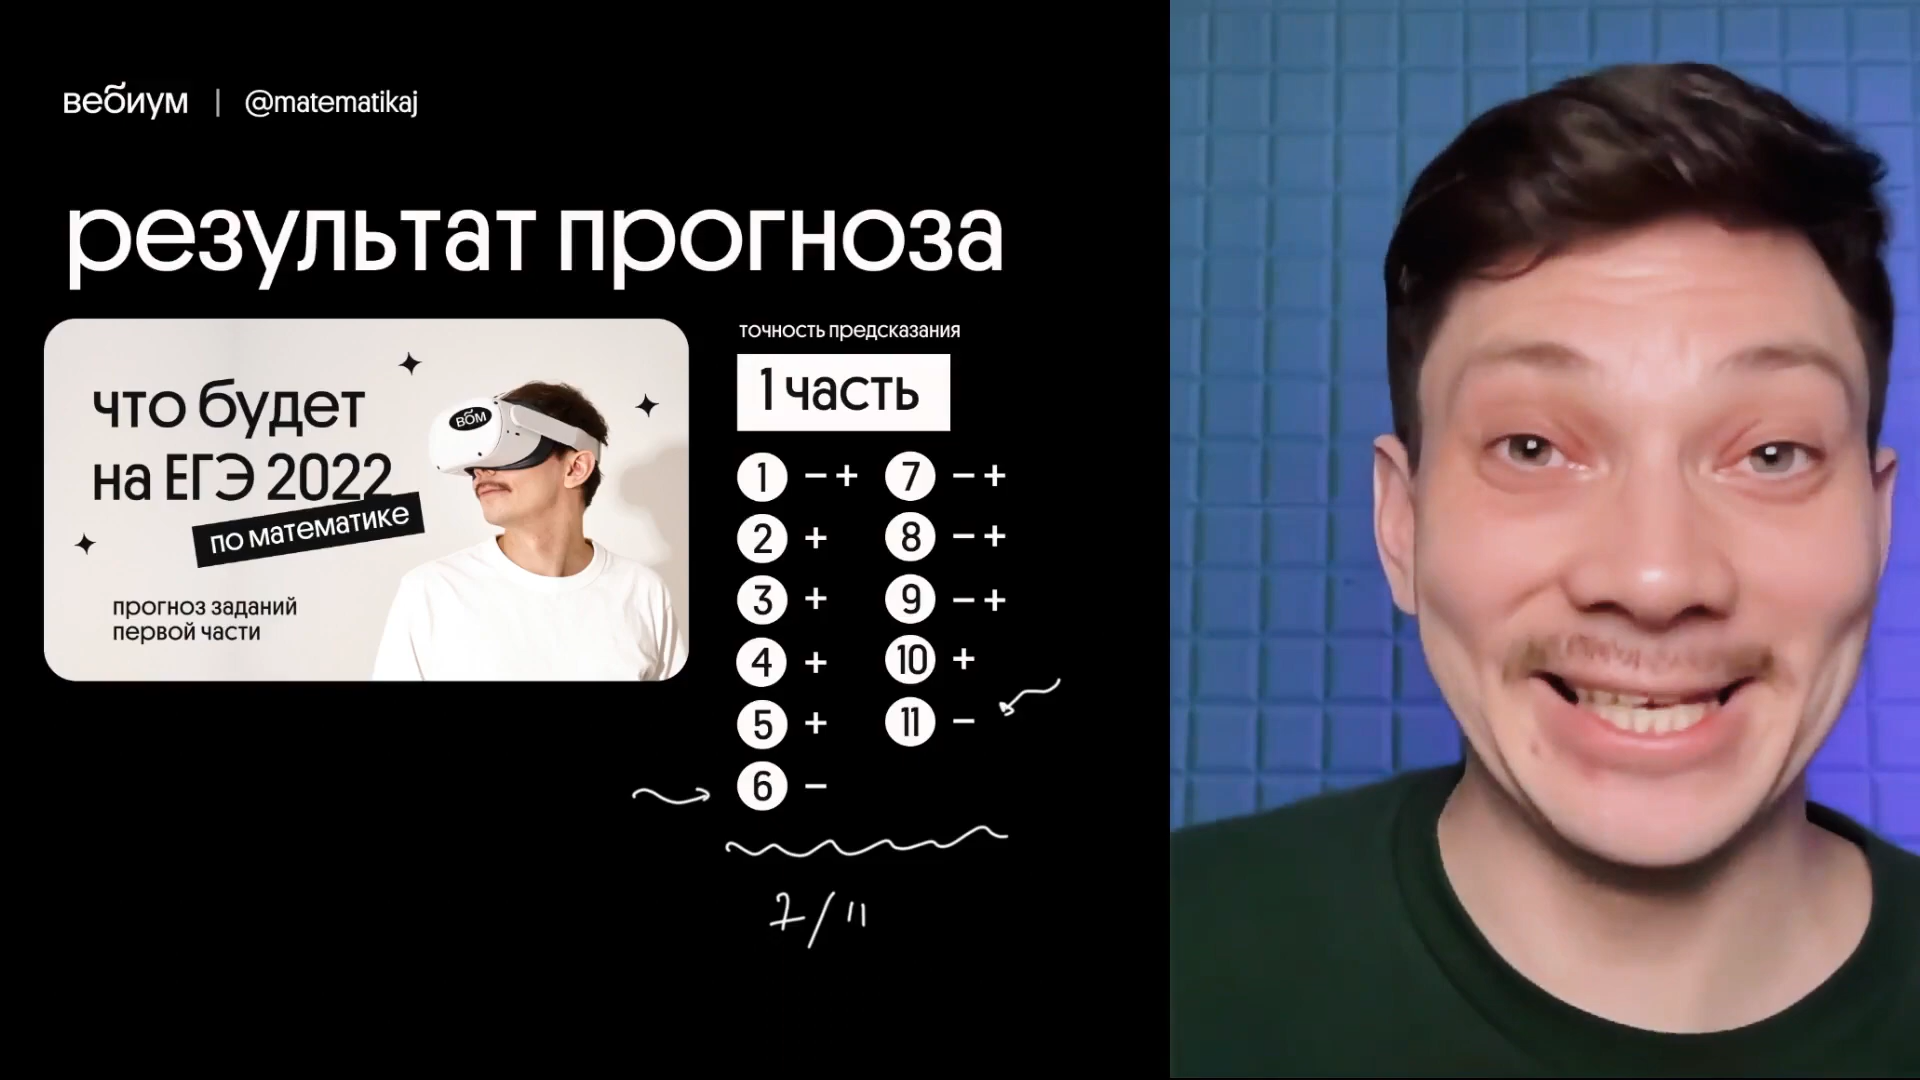 вебиум | @matematikaj
результат прогноза
что будет
на ЕГЭ 2022
по математике
прогноз заданий
первой части
вбм
точность предсказания
1 часть
1 −+
2 +
3 +
4 +
5 +
6 −
7 −+
8 −+
9 −+
10 +
11 −
7/11